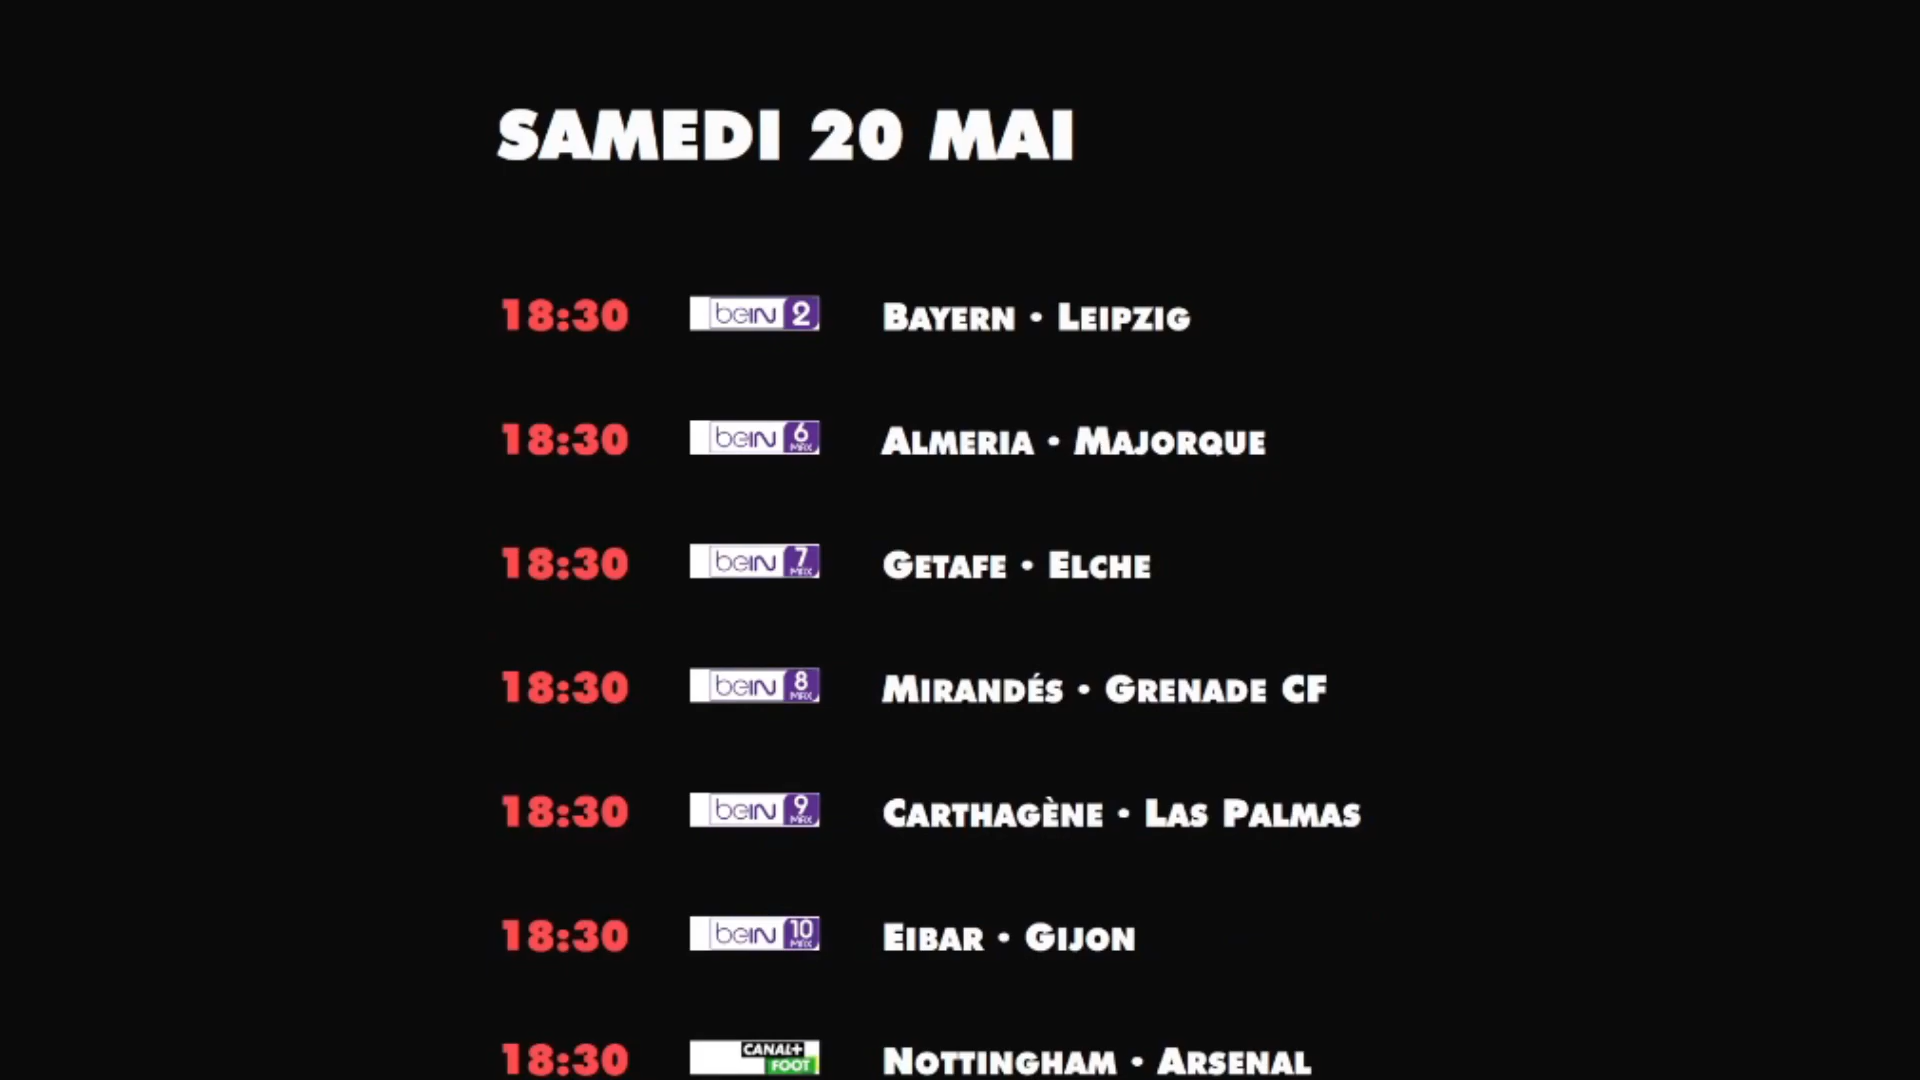 SAMEDI 20 MAI
18:30 beIN 2 BAYERN • LEIPZIG
18:30 beIN 6 MAX ALMERIA • MAJORQUE
18:30 beIN 7 MAX GETAFE • ELCHE
18:30 beIN 8 MAX MIRANDÉS • GRENADE CF
18:30 beIN 9 MAX CARTHAGÈNE • LAS PALMAS
18:30 beIN 10 MAX EIBAR • GIJON
18:30 CANAL+ FOOT NOTTINGHAM • ARSENAL